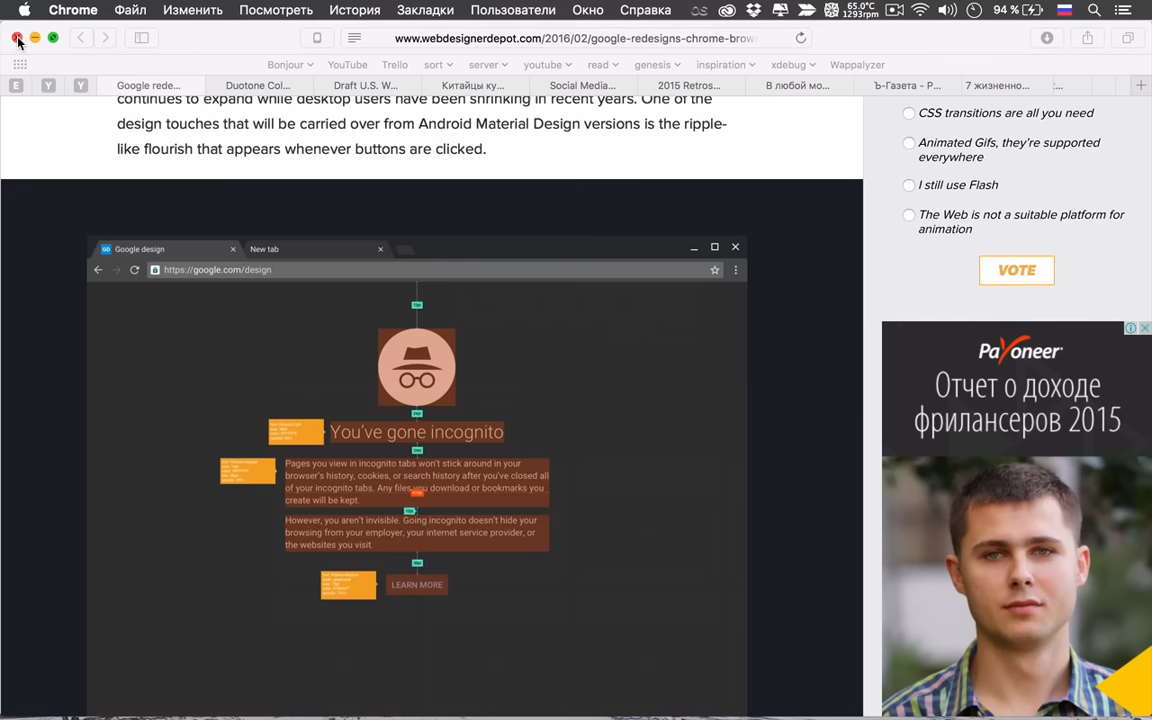 Chrome Файл Изменить Посмотреть История Закладки Пользователи Окно Справка 65.0°C 1293rpm 94 %
www.webdesignerdepot.com/2016/02/google-redesigns-chrome-brow
Bonjour YouTube Trello sort server youtube read genesis inspiration xdebug Wappalyzer
E Y Y Google rede... Duotone Col... Draft U.S. W... Китайцы ку... Social Media... 2015 Retros... В любой мо... Ъ-Газета - Р... 7 жизненно...
continues to expand while desktop users have been shrinking in recent years. One of the
design touches that will be carried over from Android Material Design versions is the ripple-
like flourish that appears whenever buttons are clicked.
Google design New tab
https://google.com/design
You've gone incognito
Pages you view in incognito tabs won't stick around in your
browser's history, cookies, or search history after you've closed all
of your incognito tabs. Any files you download or bookmarks you
create will be kept.
However, you aren't invisible. Going incognito doesn't hide your
browsing from your employer, your internet service provider, or
the websites you visit.
LEARN MORE
CSS transitions are all you need
Animated Gifs, they're supported
everywhere
I still use Flash
The Web is not a suitable platform for
animation
VOTE
Payoneer
Отчет о доходе
фрилансеров 2015